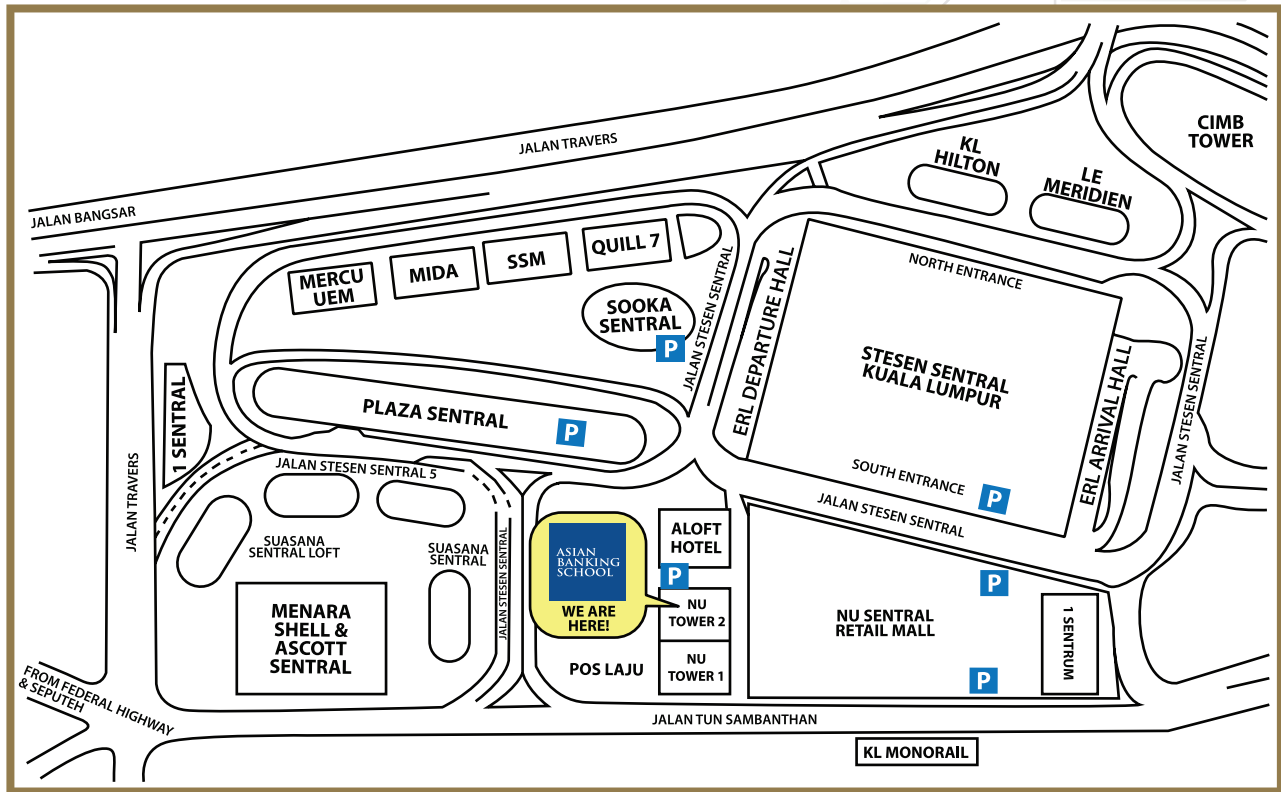 JALAN TRAVERS
JALAN BANGSAR
CIMB
TOWER
KL
HILTON
LE
MERIDIEN
MERCU
UEM
MIDA
SSM
QUILL 7
SOOKA
SENTRAL
P
JALAN STESEN SENTRAL
ERL DEPARTURE HALL
NORTH ENTRANCE
STESEN SENTRAL
KUALA LUMPUR
SOUTH ENTRANCE
P
ERL ARRIVAL HALL
JALAN STESEN SENTRAL
1 SENTRAL
PLAZA SENTRAL
P
JALAN STESEN SENTRAL 5
JALAN TRAVERS
SUASANA
SENTRAL LOFT
SUASANA
SENTRAL
JALAN STESEN SENTRAL
ASIAN
BANKING
SCHOOL
WE ARE
HERE!
ALOFT
HOTEL
P
NU
TOWER 2
NU
TOWER 1
POS LAJU
JALAN STESEN SENTRAL
P
NU SENTRAL
RETAIL MALL
P
1 SENTRUM
MENARA
SHELL &
ASCOTT
SENTRAL
FROM FEDERAL HIGHWAY
& SEPUTEH
JALAN TUN SAMBANTHAN
KL MONORAIL